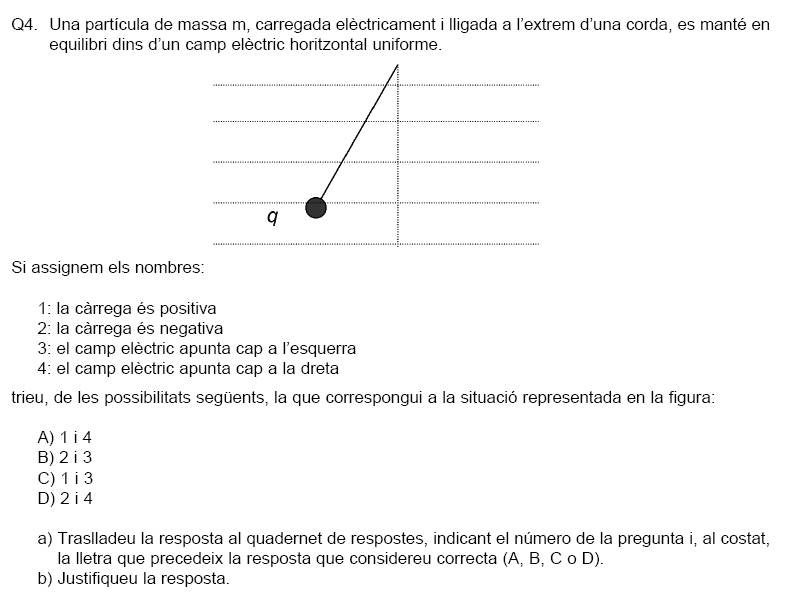 Q4. Una partícula de massa m, carregada elèctricament i lligada a l'extrem d'una corda, es manté en
equilibri dins d'un camp elèctric horitzontal uniforme.
q
Si assignem els nombres:
1: la càrrega és positiva
2: la càrrega és negativa
3: el camp elèctric apunta cap a l'esquerra
4: el camp elèctric apunta cap a la dreta
trieu, de les possibilitats següents, la que correspongui a la situació representada en la figura:
A) 1 i 4
B) 2 i 3
C) 1 i 3
D) 2 i 4
a) Traslladeu la resposta al quadernet de respostes, indicant el número de la pregunta i, al costat,
la lletra que precedeix la resposta que considereu correcta (A, B, C o D).
b) Justifiqueu la resposta.